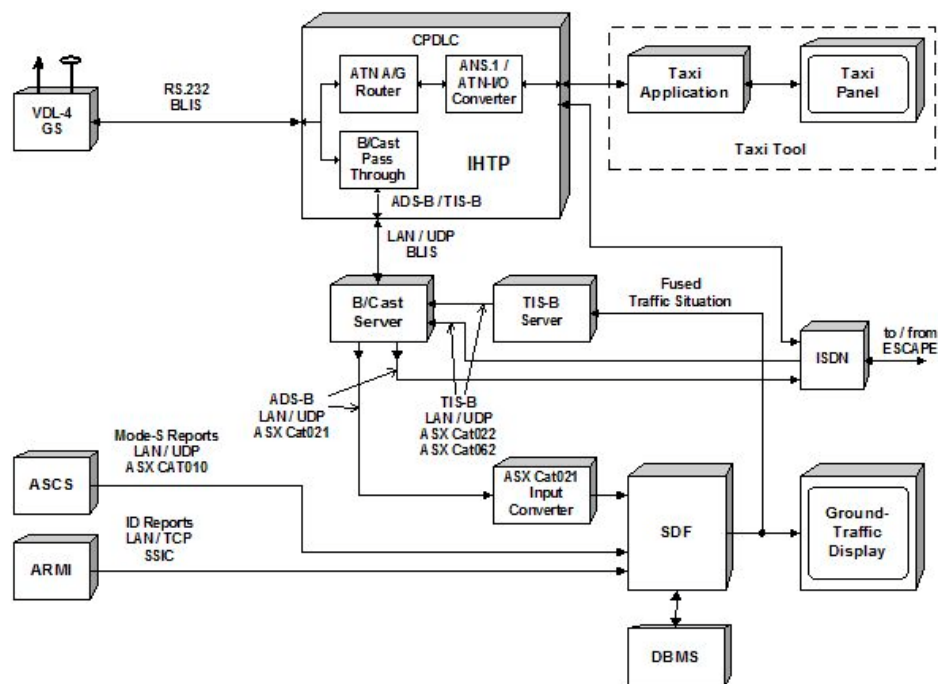 CPDLC
ATN A/G
Router
ANS.1 /
ATN-I/O
Converter
B/Cast
Pass
Through
IHTP
ADS-B / TIS-B
VDL-4
GS
RS.232
BLIS
Taxi
Application
Taxi
Panel
Taxi Tool
LAN / UDP
BLIS
B/Cast
Server
TIS-B
Server
Fused
Traffic Situation
ISDN
to / from
ESCAPE
ADS-B
LAN / UDP
ASX Cat021
TIS-B
LAN / UDP
ASX Cat022
ASX Cat062
Mode-S Reports
LAN / UDP
ASX CAT010
ASCS
ID Reports
LAN / TCP
SSIC
ARMI
ASX Cat021
Input
Converter
SDF
Ground-
Traffic
Display
DBMS